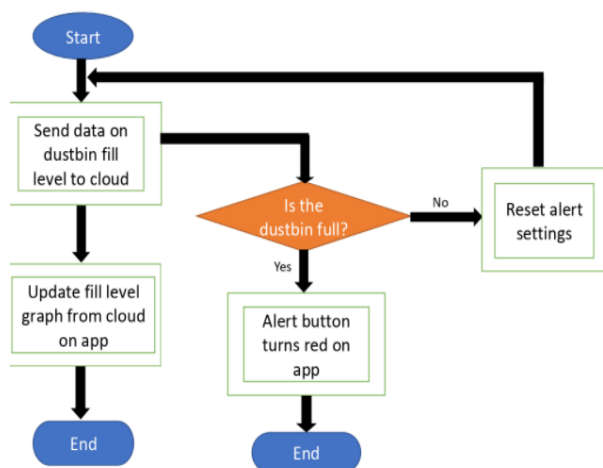 Start
Send data on
dustbin fill
level to cloud
Is the
dustbin full?
No
Reset alert
settings
Yes
Update fill level
graph from cloud
on app
Alert button
turns red on
app
End
End